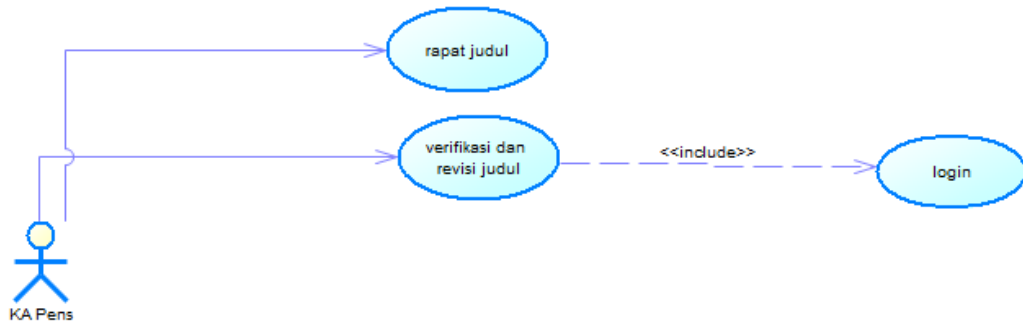 rapat judul
verifikasi dan
revisi judul
<<include>>
login
KA Pens